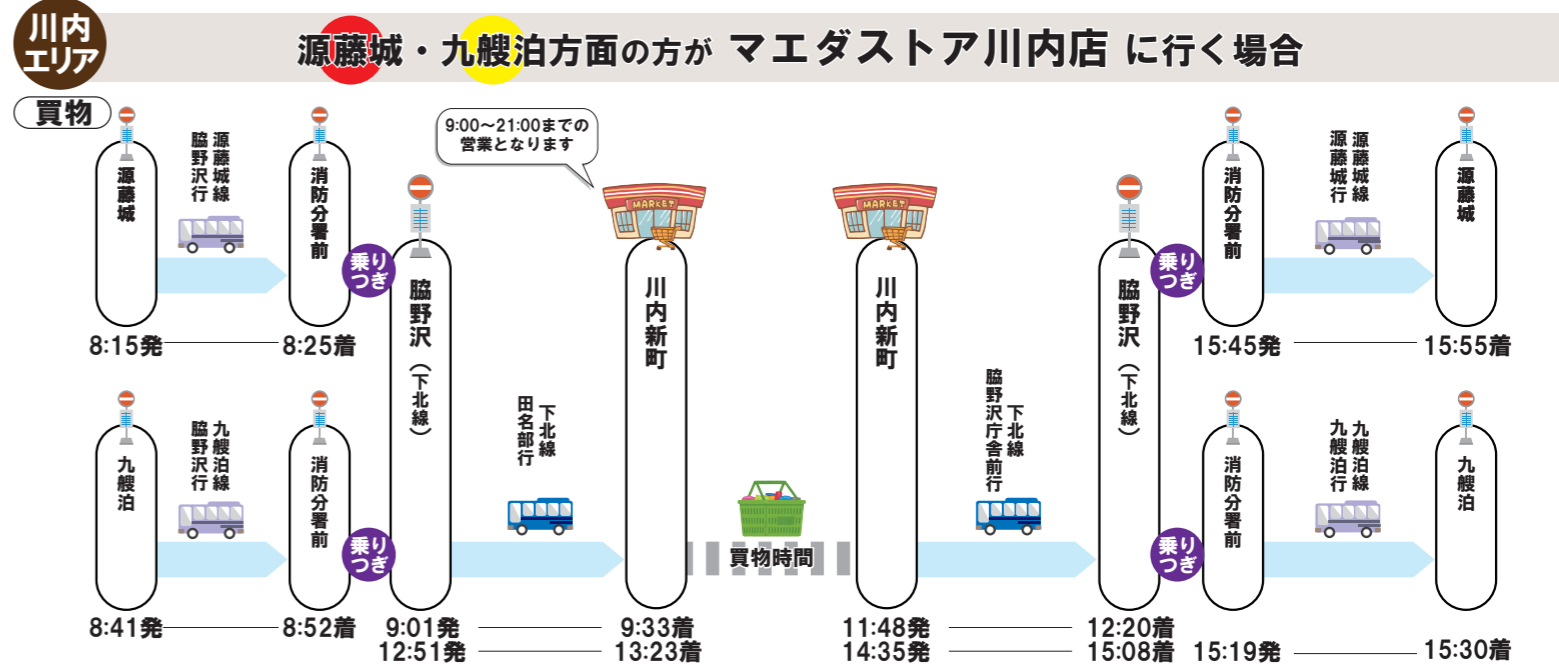 川内
エリア
源藤城・九艘泊方面の方が マエダストア川内店 に行く場合
買物
源藤城
源藤城線
脇野沢行
消防分署前
8:15発
8:25着
九艘泊
九艘泊線
脇野沢行
消防分署前
8:41発
8:52着
乗り
つぎ
乗り
つぎ
脇野沢（下北線）
9:01発
12:51発
下北線
田名部行
9:00～21:00までの
営業となります
MARKET
川内新町
9:33着
13:23着
買物時間
MARKET
川内新町
11:48発
14:35発
下北線
脇野沢庁舎前行
脇野沢（下北線）
12:20着
15:08着
乗り
つぎ
乗り
つぎ
消防分署前
源藤城線
源藤城行
源藤城
15:45発
15:55着
消防分署前
九艘泊線
九艘泊行
九艘泊
15:19発
15:30着